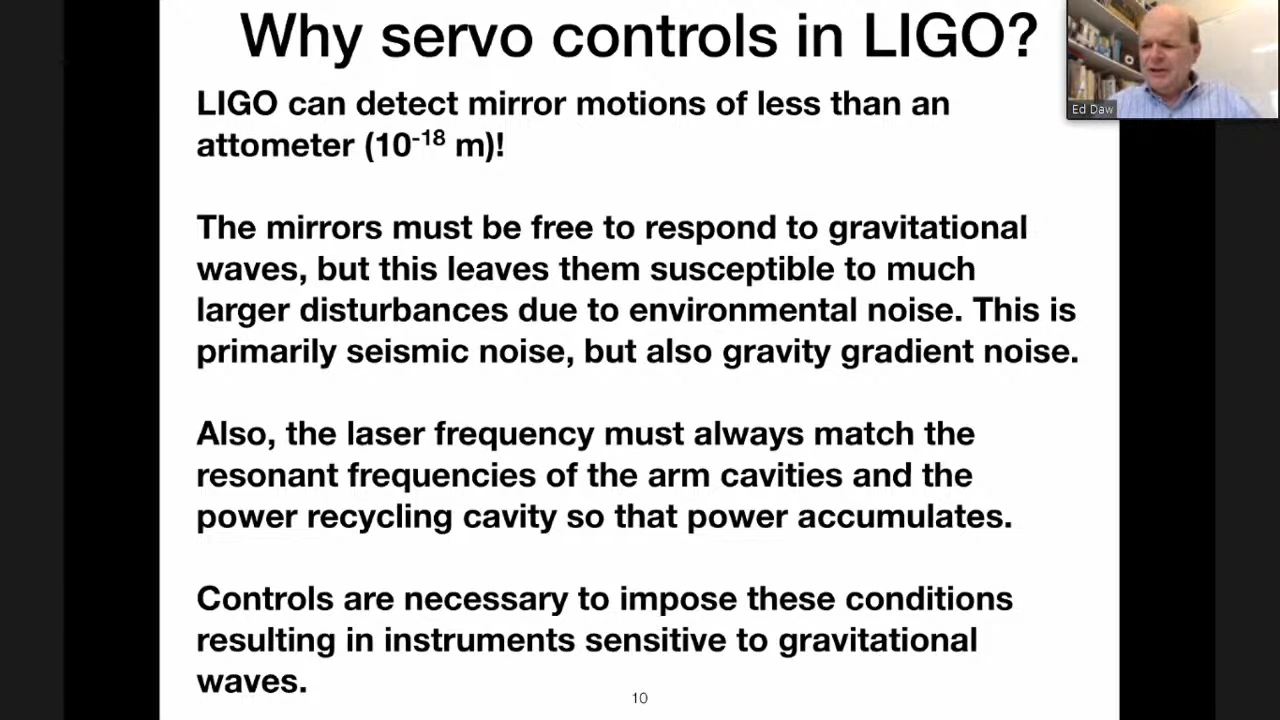 Why servo controls in LIGO?
Ed Daw
LIGO can detect mirror motions of less than an
attometer (10⁻¹⁸ m)!
The mirrors must be free to respond to gravitational
waves, but this leaves them susceptible to much
larger disturbances due to environmental noise. This is
primarily seismic noise, but also gravity gradient noise.
Also, the laser frequency must always match the
resonant frequencies of the arm cavities and the
power recycling cavity so that power accumulates.
Controls are necessary to impose these conditions
resulting in instruments sensitive to gravitational
waves.
10